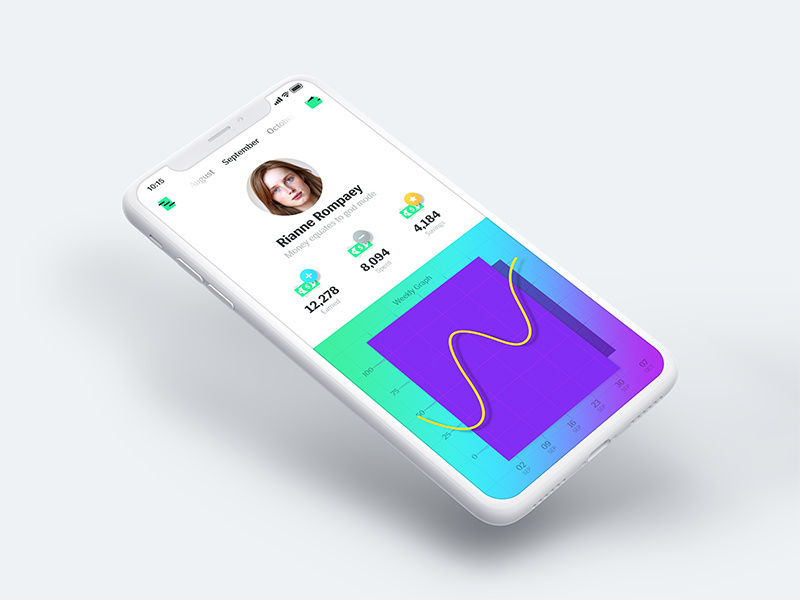 10:15
August September Octob
Rianne Rompaey
Money equates to god mode
12,278 8,094 4,184
Earned Spent Savings
Weekly Graph
100
75
50
25
0
02 09 16 23 30 07
SEP SEP SEP SEP SEP OCT